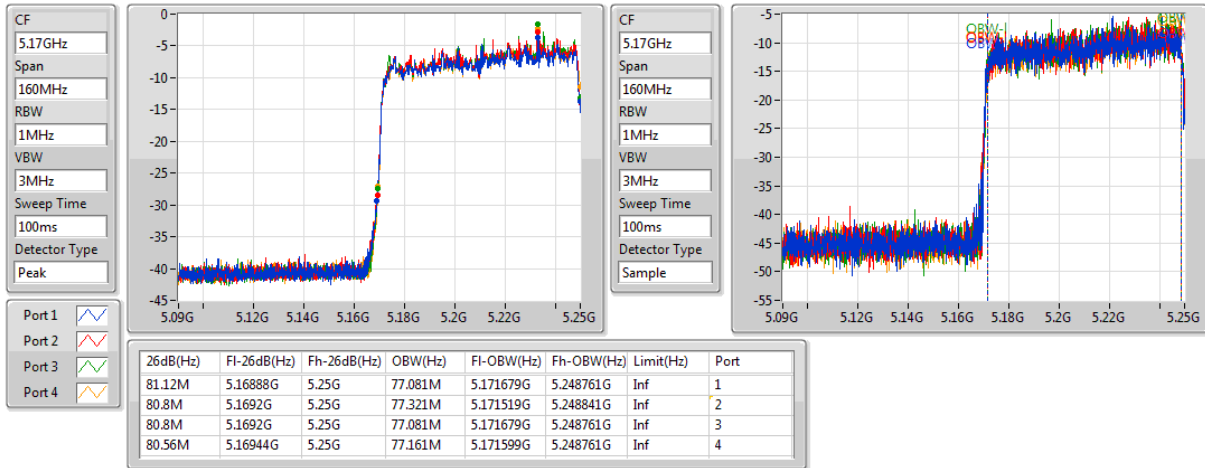 CF
5.17GHz
Span
160MHz
RBW
1MHz
VBW
3MHz
Sweep Time
100ms
Detector Type
Peak
0
-5
-10
-15
-20
-25
-30
-35
-40
-45
5.09G 5.12G 5.14G 5.16G 5.18G 5.2G 5.22G 5.25G
CF
5.17GHz
Span
160MHz
RBW
1MHz
VBW
3MHz
Sweep Time
100ms
Detector Type
Sample
-5
-10
-15
-20
-25
-30
-35
-40
-45
-50
-55
OBW-l
5.09G 5.12G 5.14G 5.16G 5.18G 5.2G 5.22G 5.25G
Port 1
Port 2
Port 3
Port 4
26dB(Hz) Fl-26dB(Hz) Fh-26dB(Hz) OBW(Hz) Fl-OBW(Hz) Fh-OBW(Hz) Limit(Hz) Port
81.12M 5.16888G 5.25G 77.081M 5.171679G 5.248761G Inf 1
80.8M 5.1692G 5.25G 77.321M 5.171519G 5.248841G Inf 2
80.8M 5.1692G 5.25G 77.081M 5.171679G 5.248761G Inf 3
80.56M 5.16944G 5.25G 77.161M 5.171599G 5.248761G Inf 4